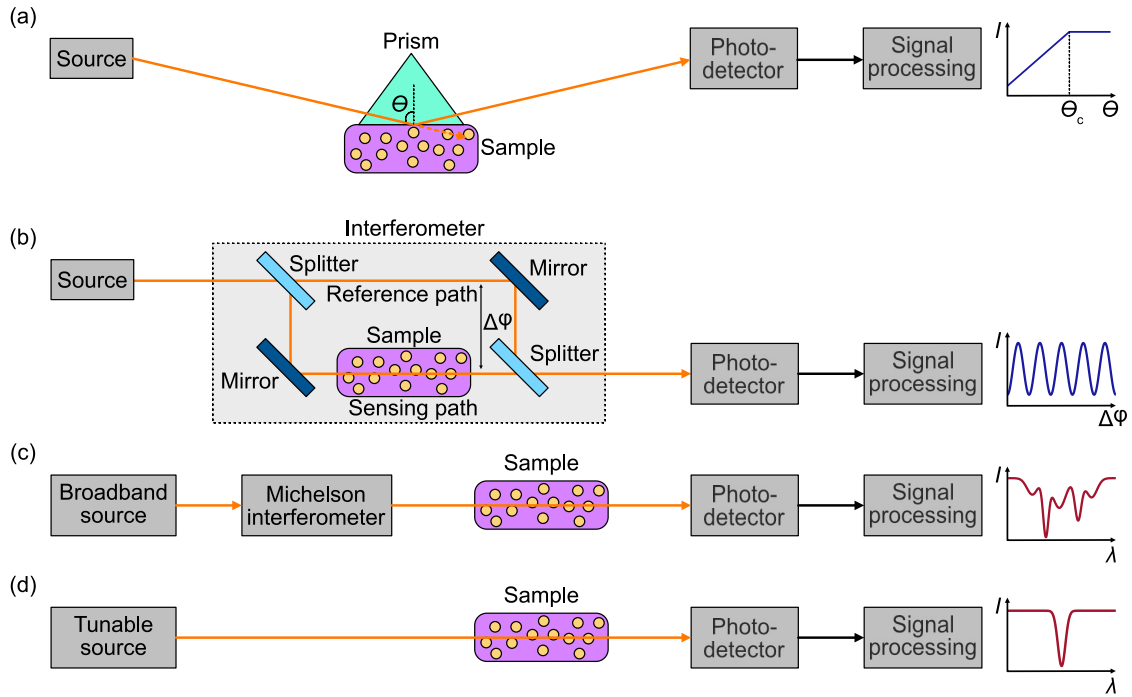 (a)
Prism
Source
Photo-
detector
Signal
processing
I
Θ
Sample
Θc
Θ
(b)
Interferometer
Source
Splitter
Mirror
Reference path
Δφ
Sample
Splitter
Mirror
Sensing path
Photo-
detector
Signal
processing
I
Δφ
(c)
Sample
Broadband
source
Michelson
interferometer
Photo-
detector
Signal
processing
I
λ
(d)
Sample
Tunable
source
Photo-
detector
Signal
processing
I
λ